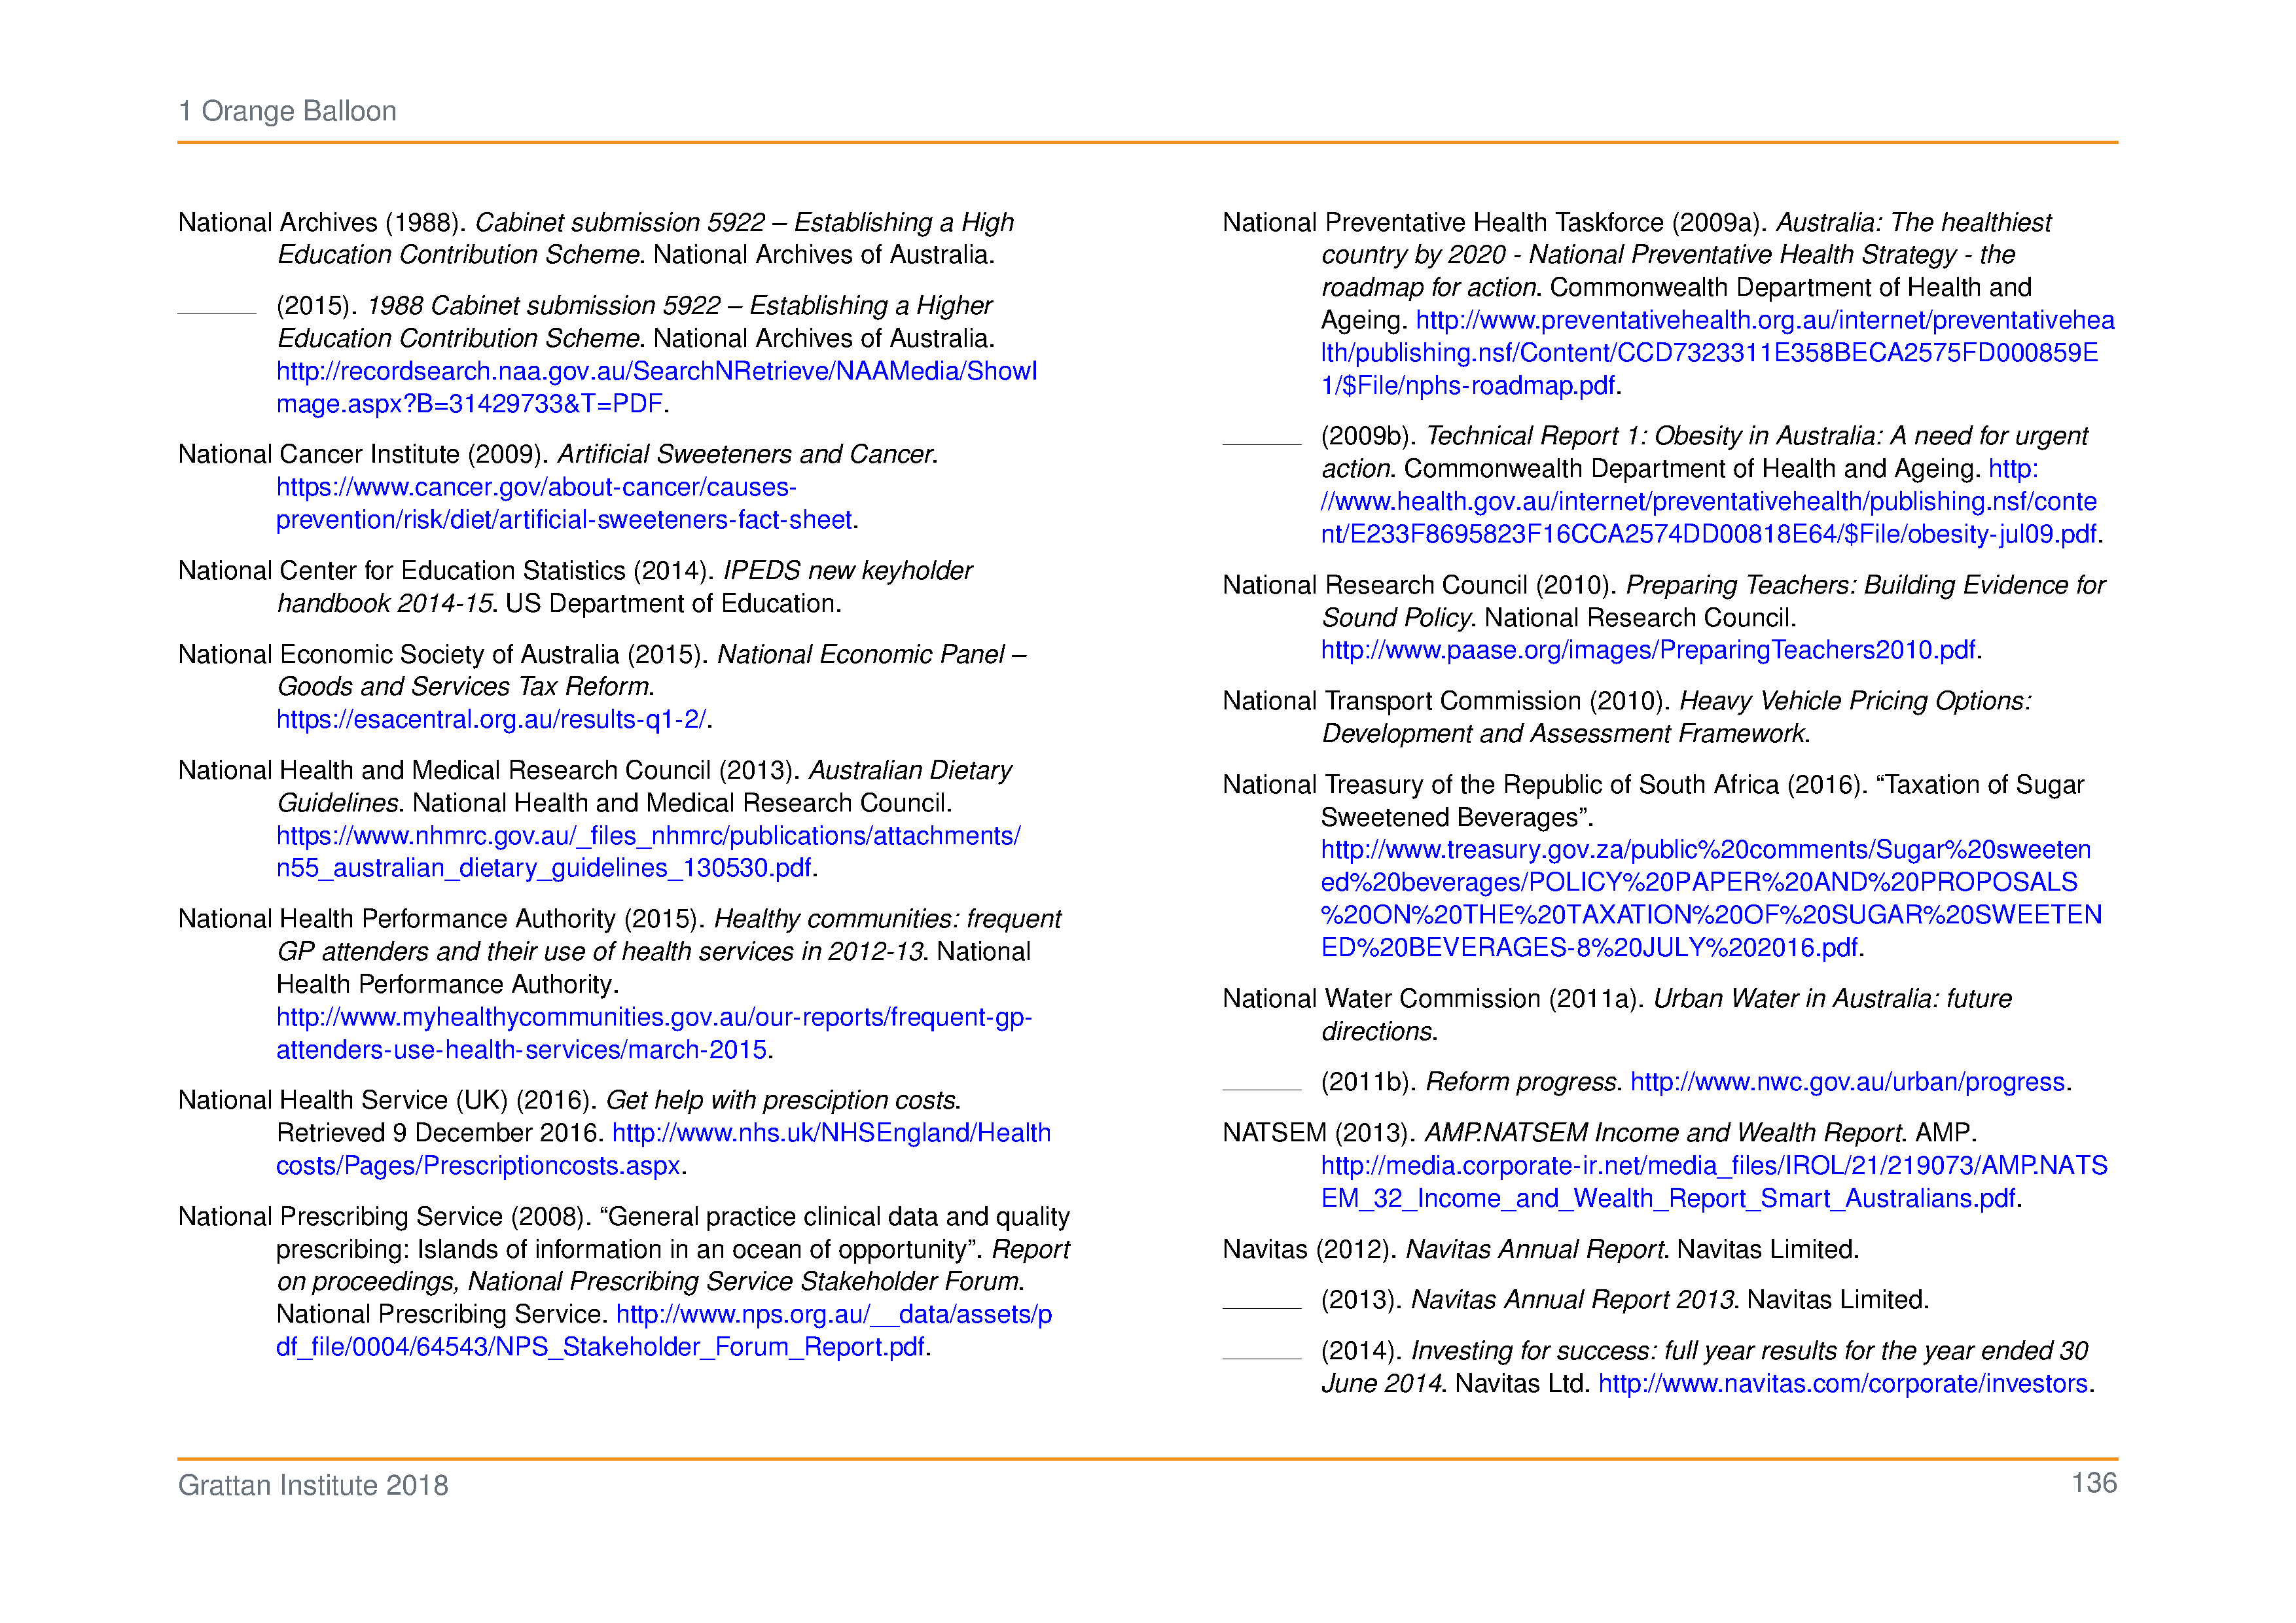 1 Orange Balloon
National Archives (1988). Cabinet submission 5922 – Establishing a High
Education Contribution Scheme. National Archives of Australia.
(2015). 1988 Cabinet submission 5922 – Establishing a Higher
Education Contribution Scheme. National Archives of Australia.
http://recordsearch.naa.gov.au/SearchNRetrieve/NAAMedia/ShowI
mage.aspx?B=31429733&T=PDF.
National Cancer Institute (2009). Artificial Sweeteners and Cancer.
https://www.cancer.gov/about-cancer/causes-
prevention/risk/diet/artificial-sweeteners-fact-sheet.
National Center for Education Statistics (2014). IPEDS new keyholder
handbook 2014-15. US Department of Education.
National Economic Society of Australia (2015). National Economic Panel –
Goods and Services Tax Reform.
https://esacentral.org.au/results-q1-2/.
National Health and Medical Research Council (2013). Australian Dietary
Guidelines. National Health and Medical Research Council.
https://www.nhmrc.gov.au/_files_nhmrc/publications/attachments/
n55_australian_dietary_guidelines_130530.pdf.
National Health Performance Authority (2015). Healthy communities: frequent
GP attenders and their use of health services in 2012-13. National
Health Performance Authority.
http://www.myhealthycommunities.gov.au/our-reports/frequent-gp-
attenders-use-health-services/march-2015.
National Health Service (UK) (2016). Get help with presciption costs.
Retrieved 9 December 2016. http://www.nhs.uk/NHSEngland/Health
costs/Pages/Prescriptioncosts.aspx.
National Prescribing Service (2008). “General practice clinical data and quality
prescribing: Islands of information in an ocean of opportunity”. Report
on proceedings, National Prescribing Service Stakeholder Forum.
National Prescribing Service. http://www.nps.org.au/__data/assets/p
df_file/0004/64543/NPS_Stakeholder_Forum_Report.pdf.
National Preventative Health Taskforce (2009a). Australia: The healthiest
country by 2020 - National Preventative Health Strategy - the
roadmap for action. Commonwealth Department of Health and
Ageing. http://www.preventativehealth.org.au/internet/preventativehea
lth/publishing.nsf/Content/CCD7323311E358BECA2575FD000859E
1/$File/nphs-roadmap.pdf.
(2009b). Technical Report 1: Obesity in Australia: A need for urgent
action. Commonwealth Department of Health and Ageing. http:
//www.health.gov.au/internet/preventativehealth/publishing.nsf/conte
nt/E233F8695823F16CCA2574DD00818E64/$File/obesity-jul09.pdf.
National Research Council (2010). Preparing Teachers: Building Evidence for
Sound Policy. National Research Council.
http://www.paase.org/images/PreparingTeachers2010.pdf.
National Transport Commission (2010). Heavy Vehicle Pricing Options:
Development and Assessment Framework.
National Treasury of the Republic of South Africa (2016). “Taxation of Sugar
Sweetened Beverages”.
http://www.treasury.gov.za/public%20comments/Sugar%20sweeten
ed%20beverages/POLICY%20PAPER%20AND%20PROPOSALS
%20ON%20THE%20TAXATION%20OF%20SUGAR%20SWEETEN
ED%20BEVERAGES-8%20JULY%202016.pdf.
National Water Commission (2011a). Urban Water in Australia: future
directions.
(2011b). Reform progress. http://www.nwc.gov.au/urban/progress.
NATSEM (2013). AMP.NATSEM Income and Wealth Report. AMP.
http://media.corporate-ir.net/media_files/IROL/21/219073/AMP.NATS
EM_32_Income_and_Wealth_Report_Smart_Australians.pdf.
Navitas (2012). Navitas Annual Report. Navitas Limited.
(2013). Navitas Annual Report 2013. Navitas Limited.
(2014). Investing for success: full year results for the year ended 30
June 2014. Navitas Ltd. http://www.navitas.com/corporate/investors.
Grattan Institute 2018
136